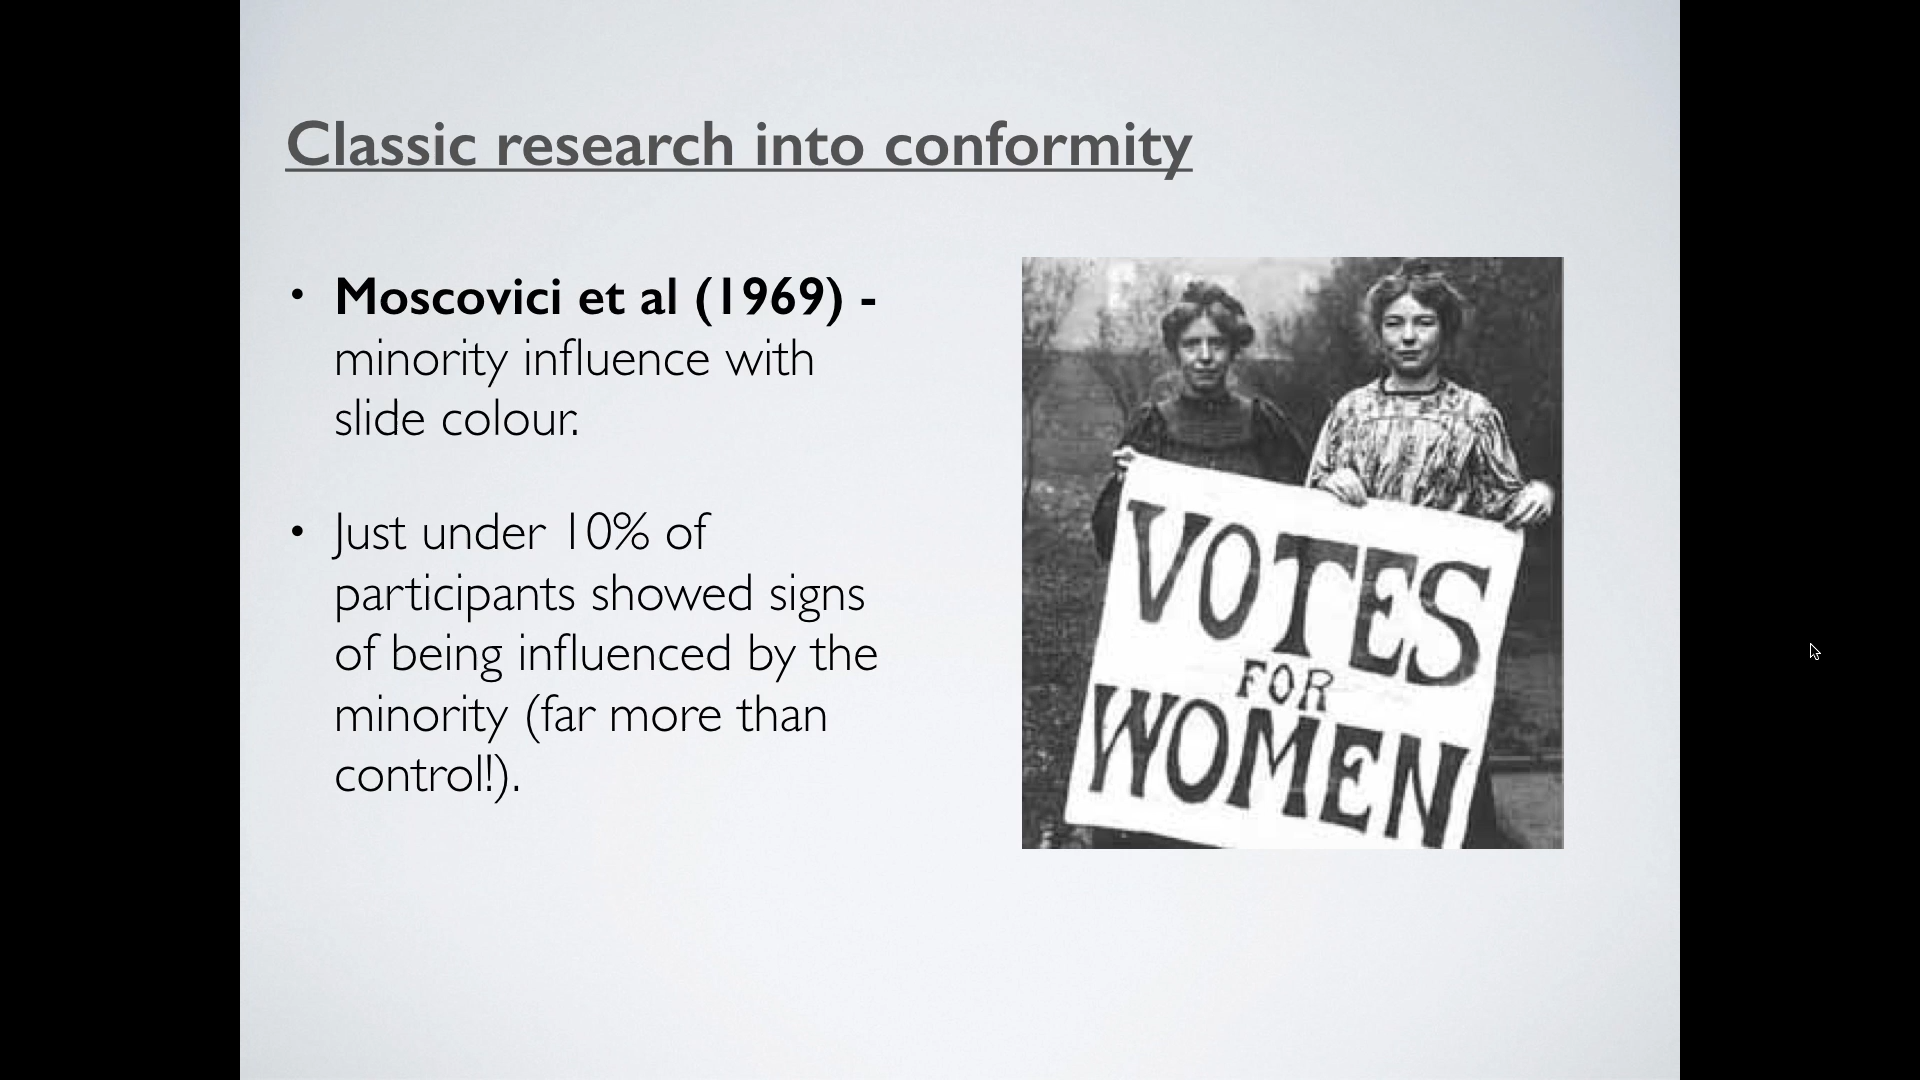 Classic research into conformity
• Moscovici et al (1969) -
minority influence with
slide colour.
• Just under 10% of
participants showed signs
of being influenced by the
minority (far more than
control!).
VOTES
FOR
WOMEN